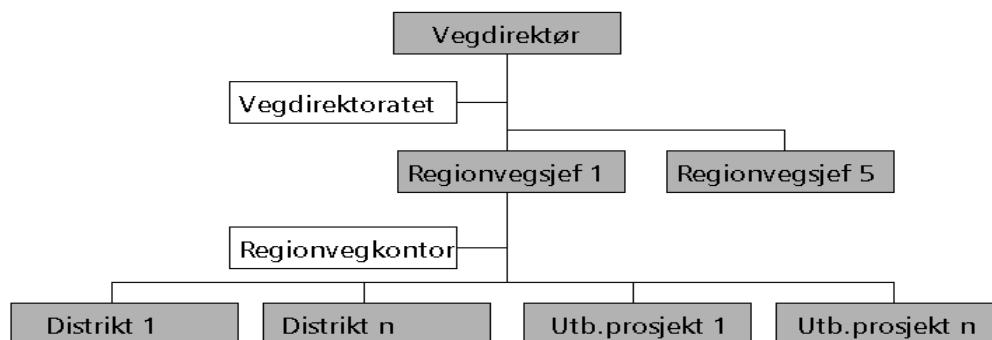 Vegdirektør
Vegdirektoratet
Regionvegsjef 1
Regionvegsjef 5
Regionvegkontor
Distrikt 1
Distrikt n
Utb.prosjekt 1
Utb.prosjekt n